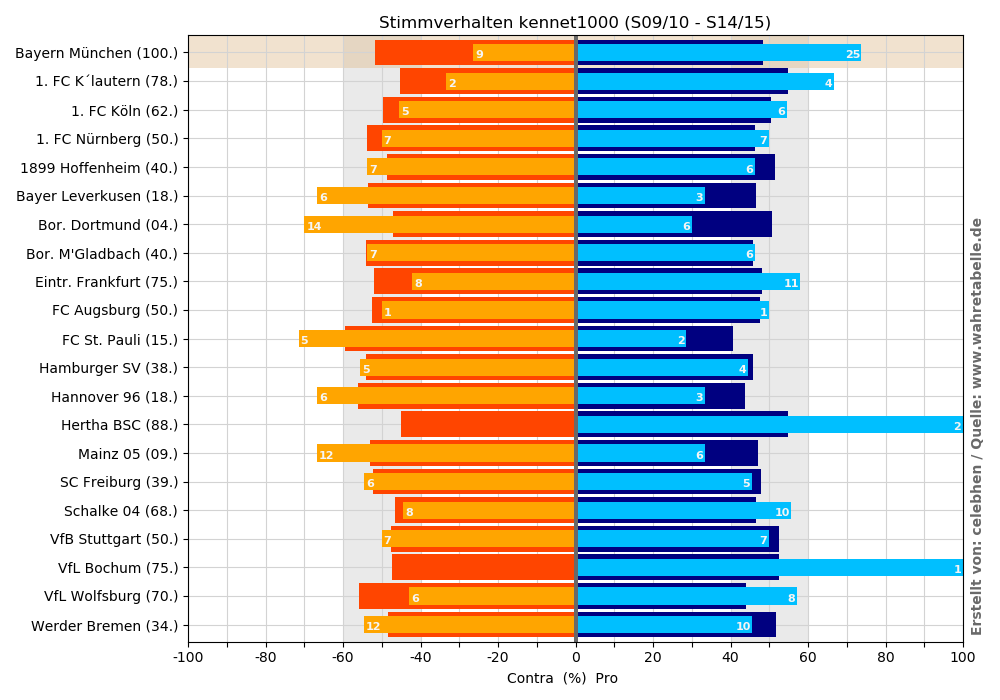 Stimmverhalten kennet1000 (S09/10 - S14/15)
Bayern München (100.) 9 25
1. FC K´lautern (78.) 2 4
1. FC Köln (62.) 5 6
1. FC Nürnberg (50.) 7 7
1899 Hoffenheim (40.) 7 6
Bayer Leverkusen (18.) 6 3
Bor. Dortmund (04.) 14 6
Bor. M'Gladbach (40.) 7 6
Eintr. Frankfurt (75.) 8 11
FC Augsburg (50.) 1 1
FC St. Pauli (15.) 5 2
Hamburger SV (38.) 5 4
Hannover 96 (18.) 6 3
Hertha BSC (88.) 2
Mainz 05 (09.) 12 6
SC Freiburg (39.) 6 5
Schalke 04 (68.) 8 10
VfB Stuttgart (50.) 7 7
VfL Bochum (75.) 1
VfL Wolfsburg (70.) 6 8
Werder Bremen (34.) 12 10
-100 -80 -60 -40 -20 0 20 40 60 80 100
Contra (%) Pro
Erstellt von: celebhen / Quelle: www.wahretabelle.de